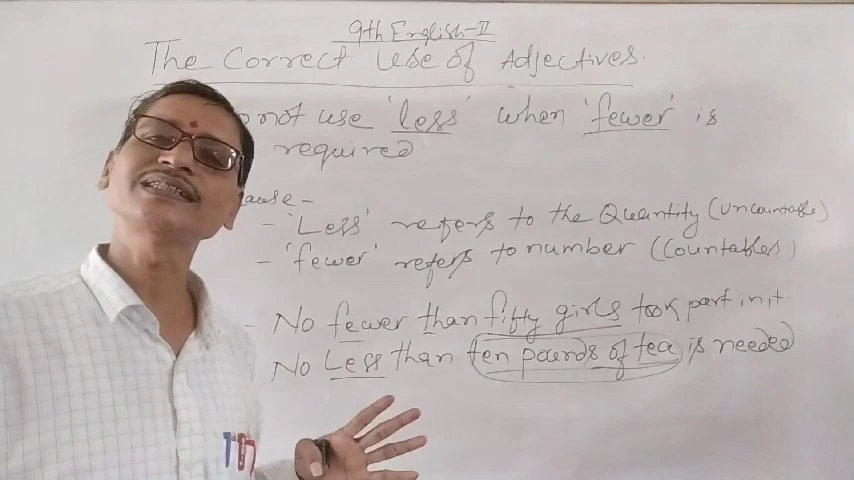 9th English-II
The Correct Use of Adjectives.
not use 'less' when 'fewer' is
required
- 'Less' refers to the Quantity (uncountable)
- 'fewer' refers to number (Countables)
- No fewer than fifty girls took part in it
No Less than ten pounds of tea is needed